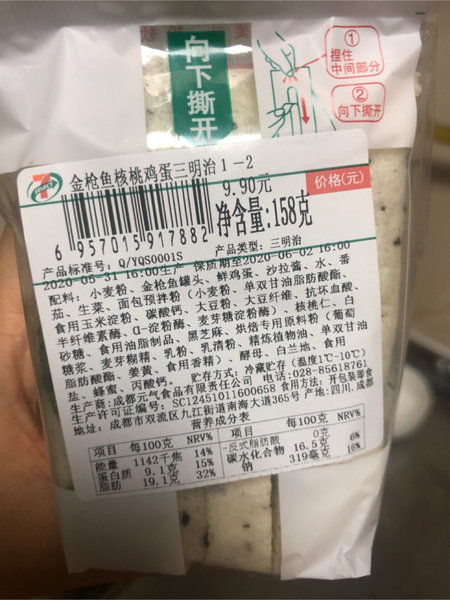 向下撕开
①
捏住
中间部分
②
向下撕开
7
select
金枪鱼核桃鸡蛋三明治1-2
9.90元
价格(元)
净含量:158克
6 957015 917882
产品标准号: Q/YQS0001S
产品类型: 三明治
2020-05-31 16:00生产 保质期至2020-06-02 16:00
配料: 小麦粉、金枪鱼罐头、鲜鸡蛋、沙拉酱、水、番
茄、生菜、面包预拌粉（小麦粉、单双甘油脂肪酸酯、
食用玉米淀粉、碳酸钙、大豆粉、大豆纤维、抗坏血酸、
半纤维素酶、α-淀粉酶、麦芽糖淀粉酶）、核桃仁、白
砂糖、食用油脂制品、黑芝麻、烘焙专用原料粉（葡萄
糖浆、麦芽糊精、乳粉、乳清粉、精炼植物油、单双甘油
脂肪酸酯、姜黄、食用香精）、酵母、白兰地、食用
盐、蜂蜜、丙酸钙。 贮存方式: 冷藏贮存（温度1℃-10℃）
生产商: 成都元气食品有限责任公司 电话: 028-85618761
生产许可证编号: SC12451011600658 食用方法: 开包装即食
地址: 成都市双流区九江街道南海大道365号 产地: 四川.成都
营养成分表
项目 每100克 NRV% 项目 每100克 NRV%
能量 1142千焦 14% -反式脂肪酸 0克
蛋白质 9.1克 15% 碳水化合物 16.5克 6%
脂肪 19.1克 32% 钠 319毫克 16%